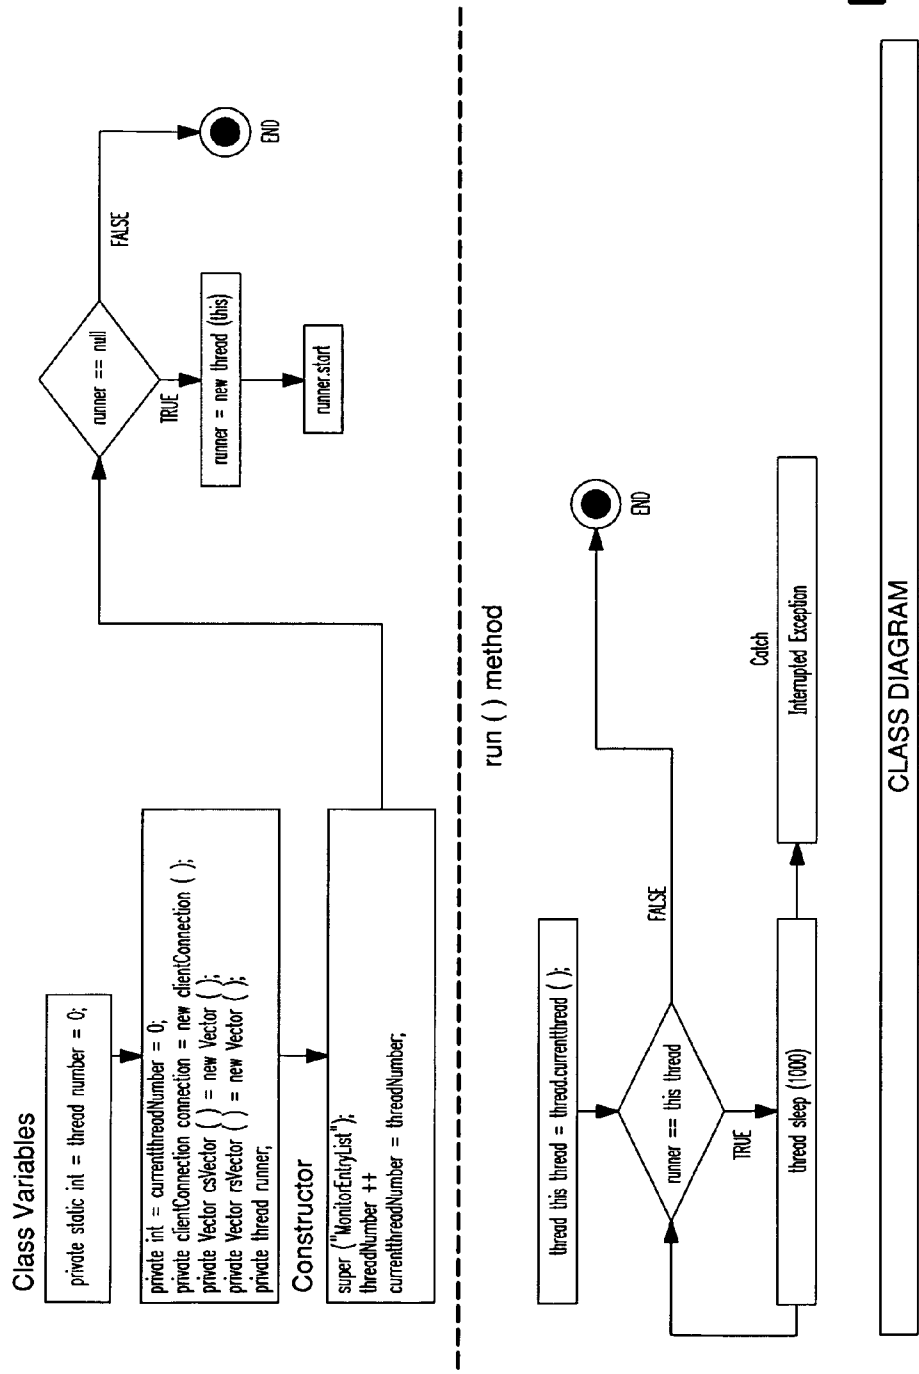 Class Variables
private static int = thread number = 0;
private int = currentthreadNumber = 0;
private clientConnection connection = new clientConnection ( );
private Vector csVector ( ) = new Vector ( );
private Vector rsVector ( ) = new Vector ( );
private thread runner;
Constructor
super ("MonitorEntryList");
threadNumber ++
currentthreadNumber = threadNumber;
runner == null
FALSE
END
TRUE
runner = new thread (this)
runner.start
run ( ) method
thread this thread = thread.currentthread ( );
runner == this thread
FALSE
END
TRUE
thread sleep (1000)
Catch
Interrupted Exception
CLASS DIAGRAM